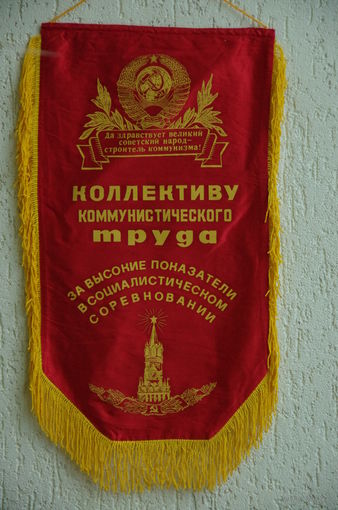 Да здравствует великий
советский народ-
строитель коммунизма!
КОЛЛЕКТИВУ
КОММУНИСТИЧЕСКОГО
труда
ЗА ВЫСОКИЕ ПОКАЗАТЕЛИ
В СОЦИАЛИСТИЧЕСКОМ
СОРЕВНОВАНИИ